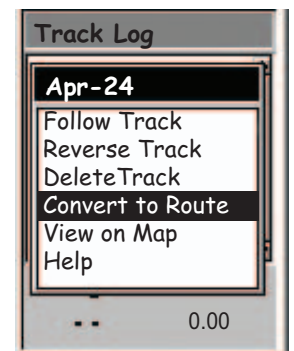 Track Log
Apr-24
Follow Track
Reverse Track
DeleteTrack
Convert to Route
View on Map
Help
-- 0.00